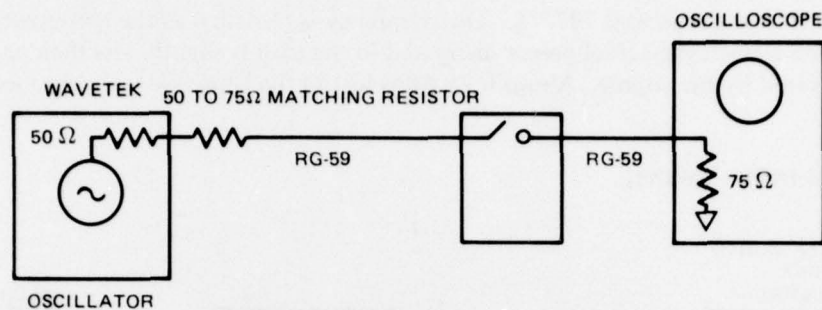 OSCILLOSCOPE
WAVETEK
50 TO 75Ω MATCHING RESISTOR
50 Ω
RG-59
RG-59
75 Ω
OSCILLATOR